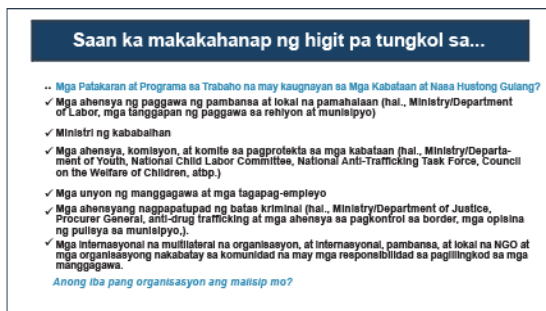 Saan ka makakahanap ng higit pa tungkol sa...
.. Mga Patakaran at Programa sa Trabaho na may kaugnayan sa Mga Kabataan at Nasa Hustong Gulang?
✓ Mga ahensya ng paggawa ng pambansa at lokal na pamahalaan (hal., Ministry/Department
of Labor, mga tanggapan ng paggawa sa rehiyon at munisipyo)
✓ Ministri ng kababaihan
✓ Mga ahensya, komisyon, at komite sa pagprotekta sa mga kabataan (hal., Ministry/Departa-
ment of Youth, National Child Labor Committee, National Anti-Trafficking Task Force, Council
on the Welfare of Children, atbp.)
✓ Mga unyon ng manggagawa at mga tagapag-empleyo
✓ Mga ahensyang nagpapatupad ng batas kriminal (hal., Ministry/Department of Justice,
Procurer General, anti-drug trafficking at mga ahensya sa pagkontrol sa border, mga opisina
ng pulisya sa munisipyo,).
✓ Mga internasyonal na multilateral na organisasyon, at internasyonal, pambansa, at lokal na NGO at
mga organisasyong nakabatay sa komunidad na may mga responsibilidad sa paglilingkod sa mga
manggagawa.
Anong iba pang organisasyon ang maiisip mo?